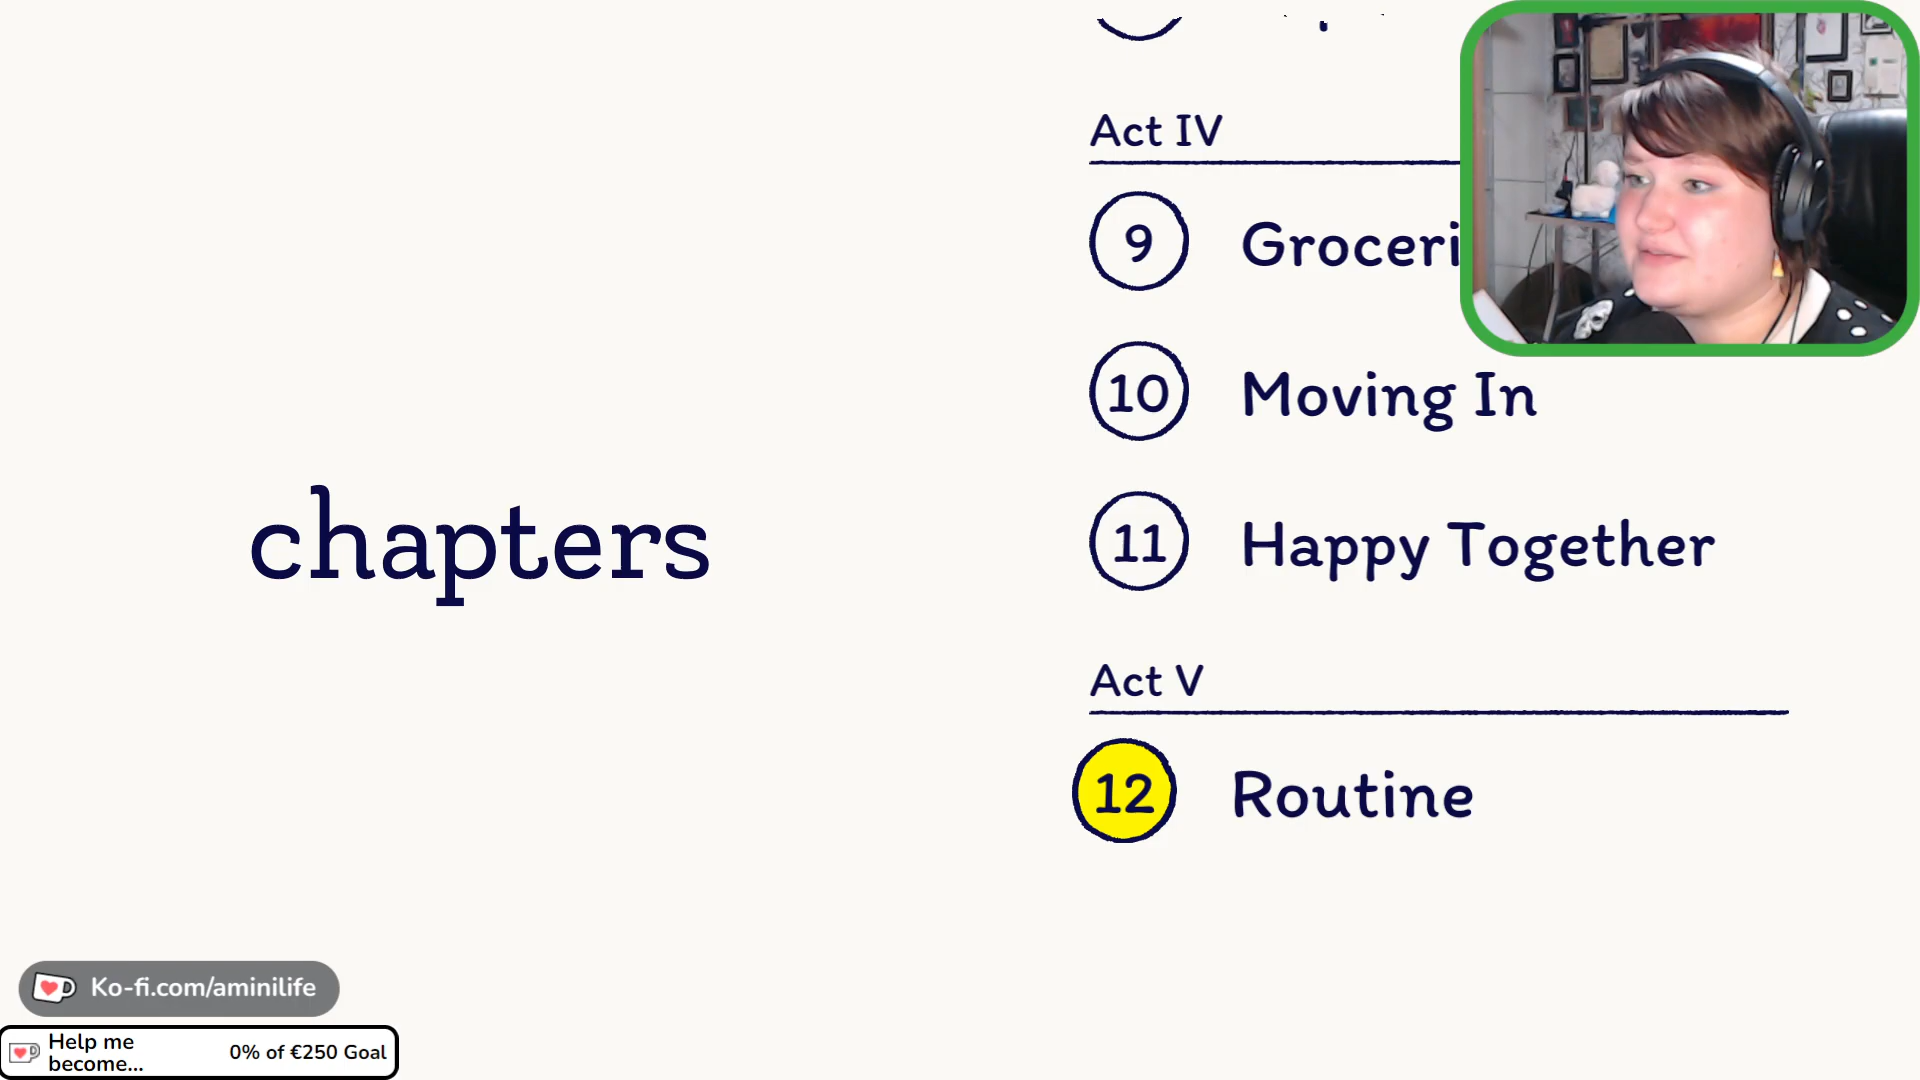 chapters
Act IV
9 Groceri
10 Moving In
11 Happy Together
Act V
12 Routine
Ko-fi.com/aminilife
Help me
become...
0% of €250 Goal